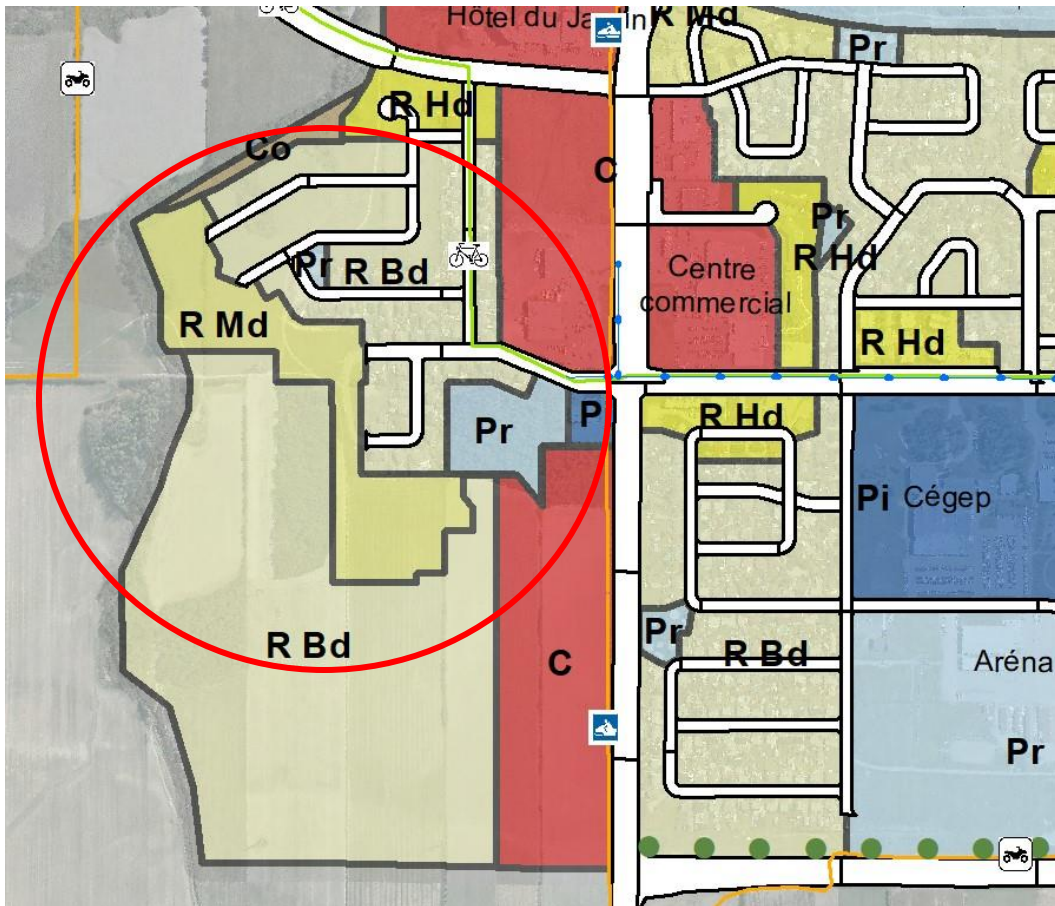 Hôtel du Jardin
R Md
Pr
R Hd
Co
C
Pr
R Hd
Pr
R Bd
Centre
commercial
R Md
R Hd
Pr
P
R Hd
Pi
Cégep
Pr
R Bd
R Bd
C
Aréna
Pr